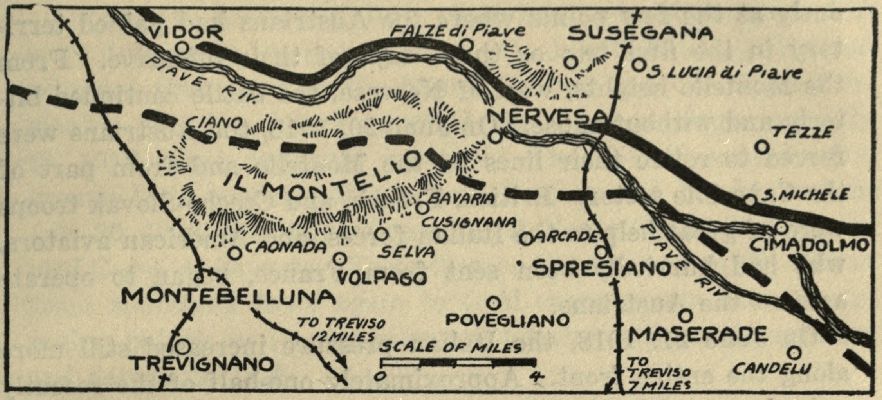 VIDOR
FALZE di Piave
SUSEGANA
S. LUCIA di Piave
PIAVE
RIV.
CIANO
NERVESA
TEZZE
IL MONTELLO
BAVARIA
S. MICHELE
CUSIGNANA
CAONADA
SELVA
ARCADE
PIAVE
RIV.
CIMADOLMO
VOLPAGO
SPRESIANO
MONTEBELLUNA
POVEGLIANO
MASERADE
TO TREVISO
12 MILES
TREVIGNANO
SCALE OF MILES
4
TO
TREVISO
7 MILES
CANDELU